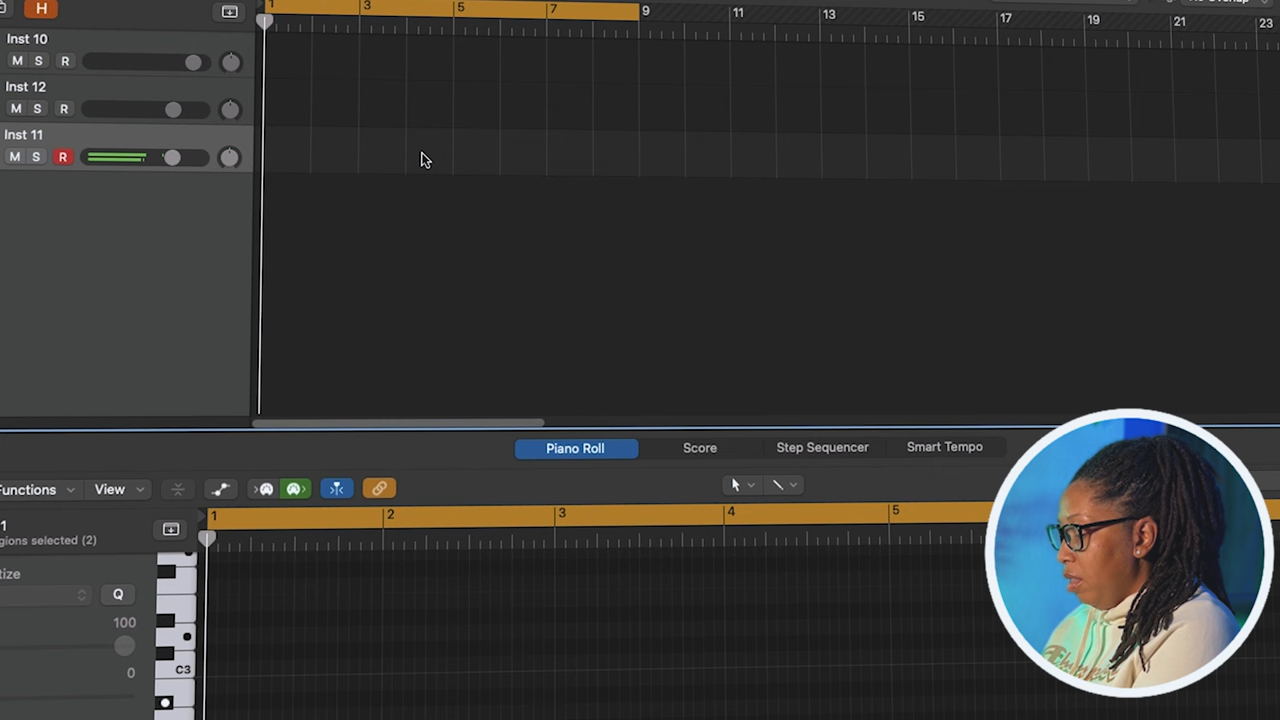 H
1 3 5 7 9 11 13 15 17 19 21 23
Inst 10
M S R
Inst 12
M S R
Inst 11
M S R
Piano Roll Score Step Sequencer Smart Tempo
Functions View
1 2 3 4 5
1
gions selected (2)
tize
Q
100
0
C3